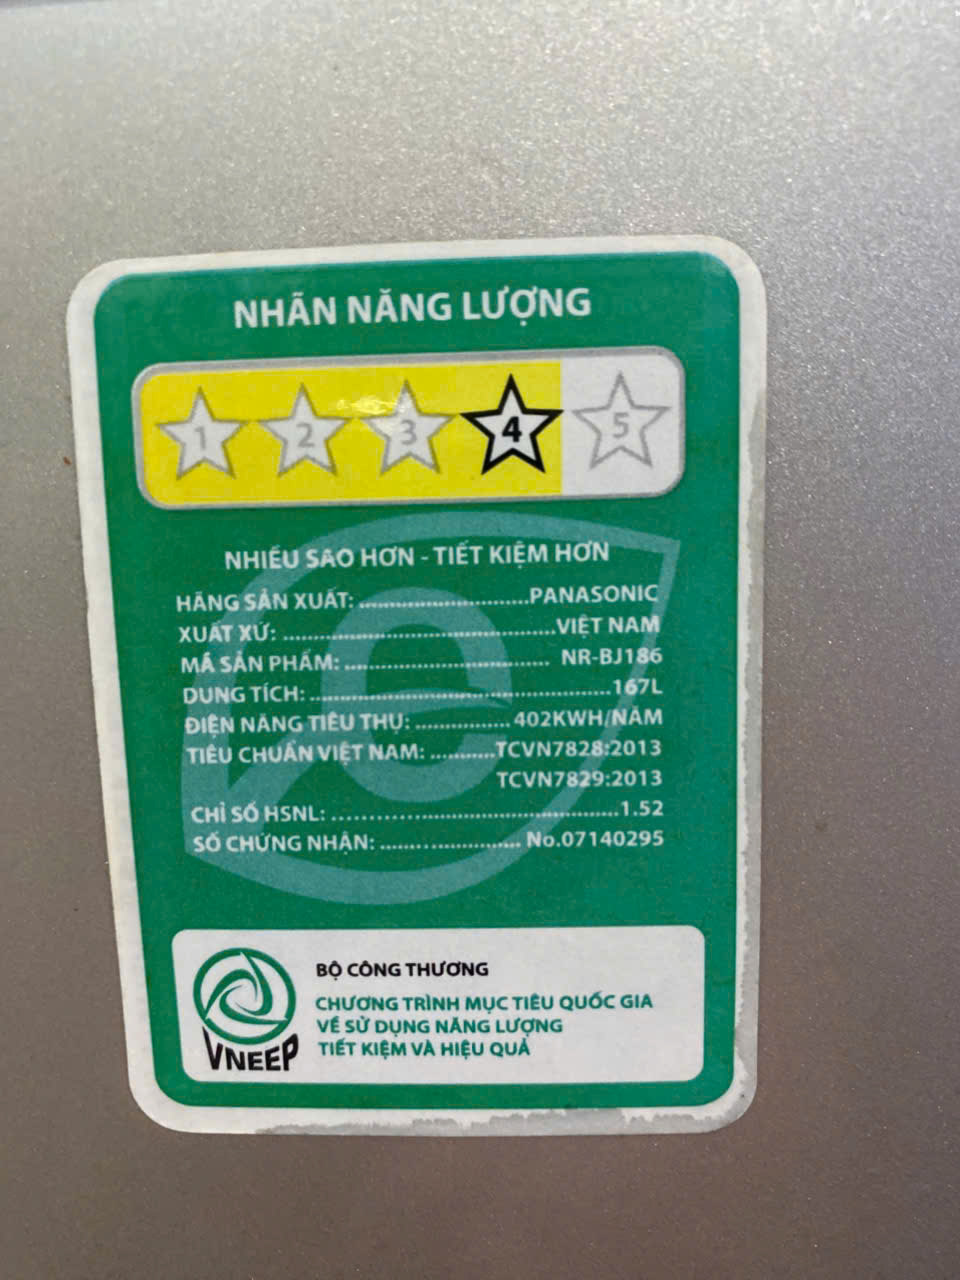 NHÃN NĂNG LƯỢNG
1 2 3 4 5
NHIỀU SAO HƠN - TIẾT KIỆM HƠN
HÃNG SẢN XUẤT: ..............................PANASONIC
XUẤT XỨ: ................................................VIỆT NAM
MÃ SẢN PHẨM: .................................... NR-BJ186
DUNG TÍCH: .....................................................167L
ĐIỆN NĂNG TIÊU THỤ: ................402KWH/NĂM
TIÊU CHUẨN VIỆT NAM: ...........TCVN7828:2013
TCVN7829:2013
CHỈ SỐ HSNL: ..................................................1.52
SỐ CHỨNG NHẬN: ......................... No.07140295
BỘ CÔNG THƯƠNG
CHƯƠNG TRÌNH MỤC TIÊU QUỐC GIA
VỀ SỬ DỤNG NĂNG LƯỢNG
TIẾT KIỆM VÀ HIỆU QUẢ
VNEEP